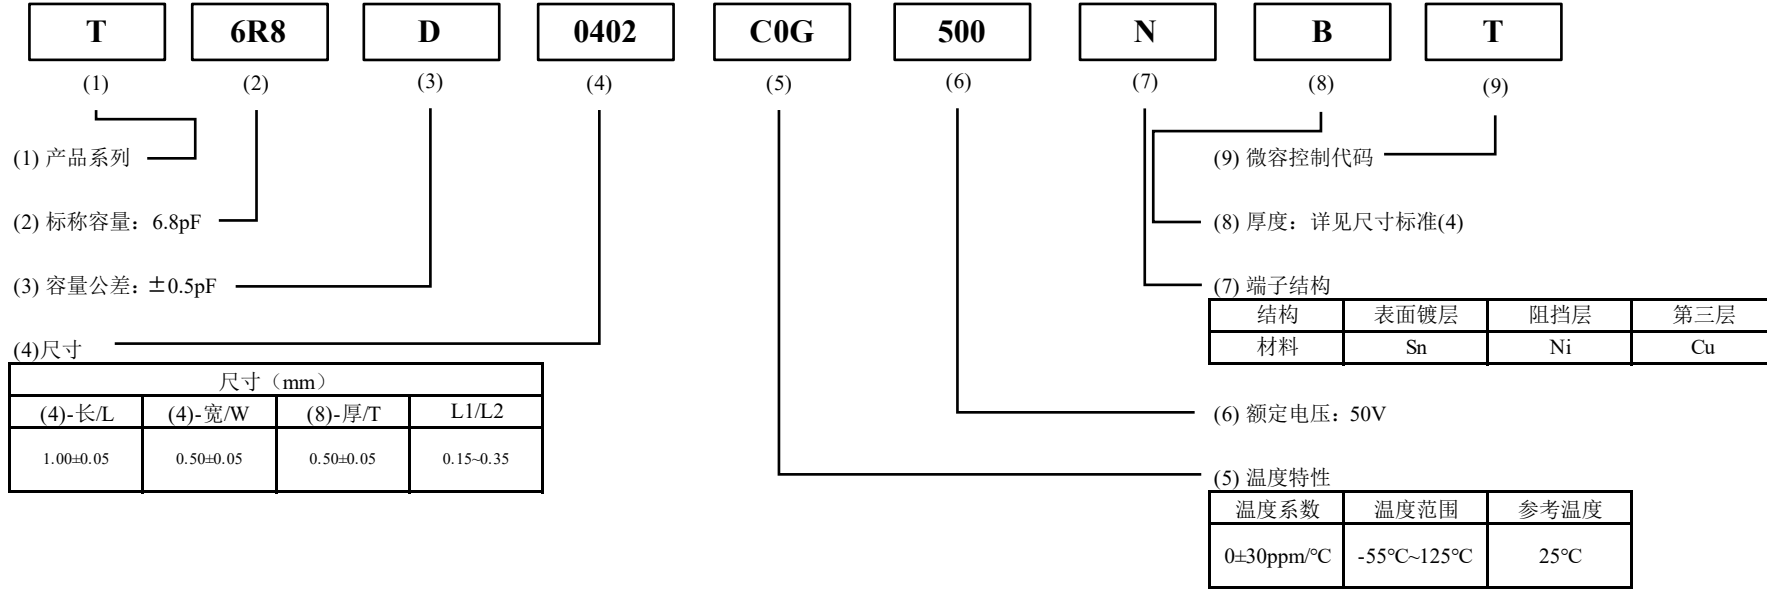 T 6R8 D 0402 C0G 500 N B T
(1) (2) (3) (4) (5) (6) (7) (8) (9)
(1) 产品系列
(9) 微容控制代码
(2) 标称容量：6.8pF
(8) 厚度：详见尺寸标准(4)
(3) 容量公差：±0.5pF
(7) 端子结构
结构 表面镀层 阻挡层 第三层
材料 Sn Ni Cu
(4)尺寸
尺寸（mm）
(4)-长/L (4)-宽/W (8)-厚/T L1/L2
1.00±0.05 0.50±0.05 0.50±0.05 0.15~0.35
(6) 额定电压：50V
(5) 温度特性
温度系数 温度范围 参考温度
0±30ppm/℃ -55℃~125℃ 25℃